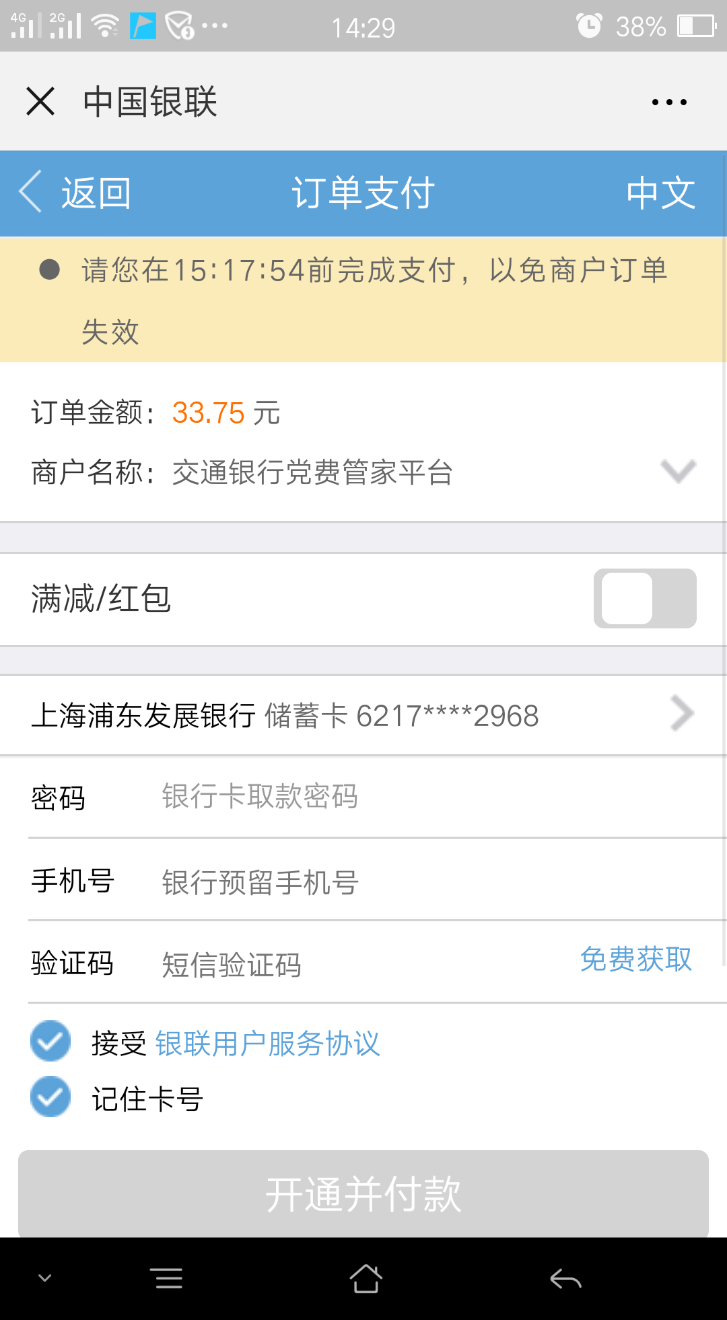 4G 2G 14:29 38%
中国银联
返回 订单支付 中文
请您在15:17:54前完成支付，以免商户订单
失效
订单金额：33.75 元
商户名称：交通银行党费管家平台
满减/红包
上海浦东发展银行 储蓄卡 6217****2968
密码 银行卡取款密码
手机号 银行预留手机号
验证码 短信验证码 免费获取
接受 银联用户服务协议
记住卡号
开通并付款